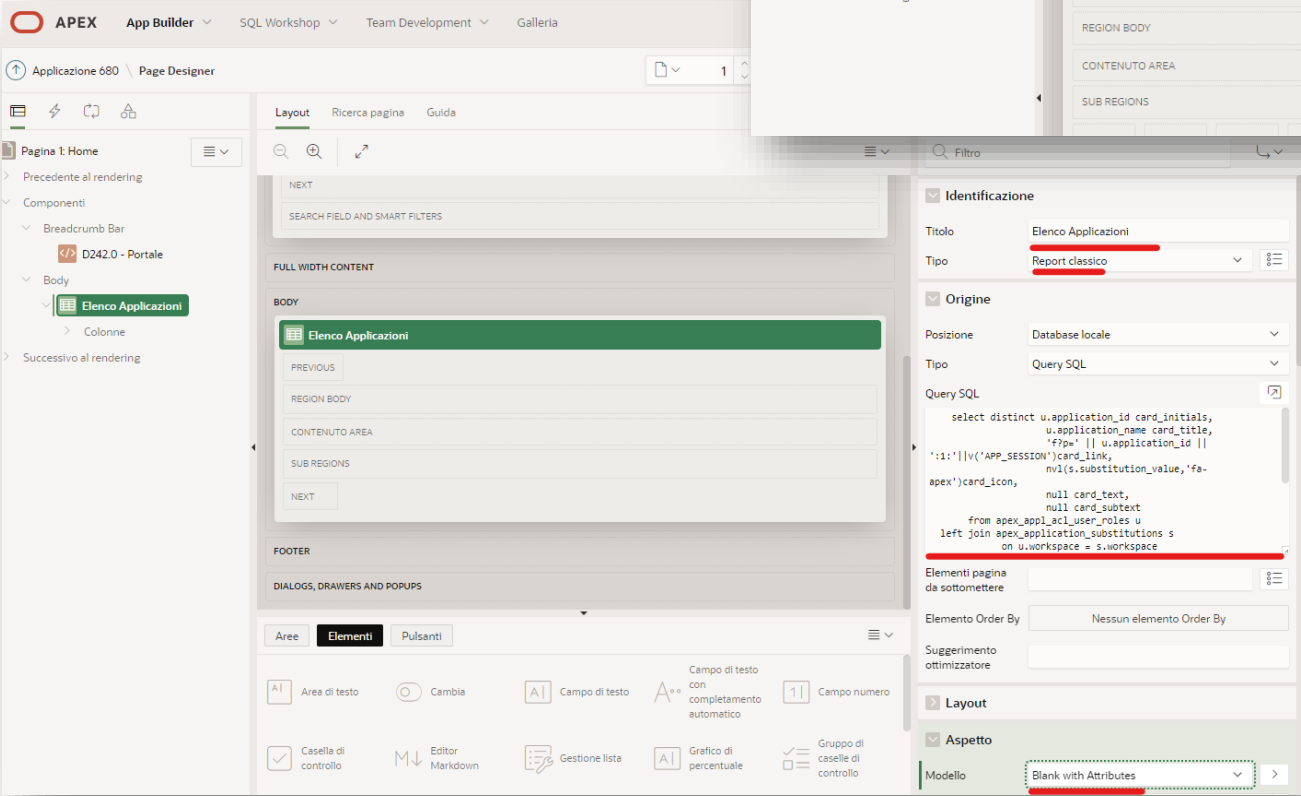 APEX
App Builder
SQL Workshop
Team Development
Galleria
Applicazione 680 \ Page Designer
1
Pagina 1: Home
Precedente al rendering
Componenti
Breadcrumb Bar
</> D242.0 - Portale
Body
Elenco Applicazioni
Colonne
Successivo al rendering
Layout
Ricerca pagina
Guida
NEXT
SEARCH FIELD AND SMART FILTERS
FULL WIDTH CONTENT
BODY
Elenco Applicazioni
PREVIOUS
REGION BODY
CONTENUTO AREA
SUB REGIONS
NEXT
FOOTER
DIALOGS, DRAWERS AND POPUPS
Aree
Elementi
Pulsanti
Area di testo
Cambia
Campo di testo
Campo di testo
con
completamento
automatico
Campo numero
Casella di
controllo
Editor
Markdown
Gestione lista
Grafico di
percentuale
Gruppo di
caselle di
controllo
REGION BODY
CONTENUTO AREA
SUB REGIONS
Filtro
Identificazione
Titolo
Elenco Applicazioni
Tipo
Report classico
Origine
Posizione
Database locale
Tipo
Query SQL
Query SQL
select distinct u.application_id card_initials,
u.application_name card_title,
'f?p=' || u.application_id ||
':1:'||v('APP_SESSION')card_link,
nvl(s.substitution_value,'fa-
apex')card_icon,
null card_text,
null card_subtext
from apex_appl_acl_user_roles u
left join apex_application_substitutions s
on u.workspace = s.workspace
Elementi pagina
da sottomettere
Elemento Order By
Nessun elemento Order By
Suggerimento
ottimizzatore
Layout
Aspetto
Modello
Blank with Attributes